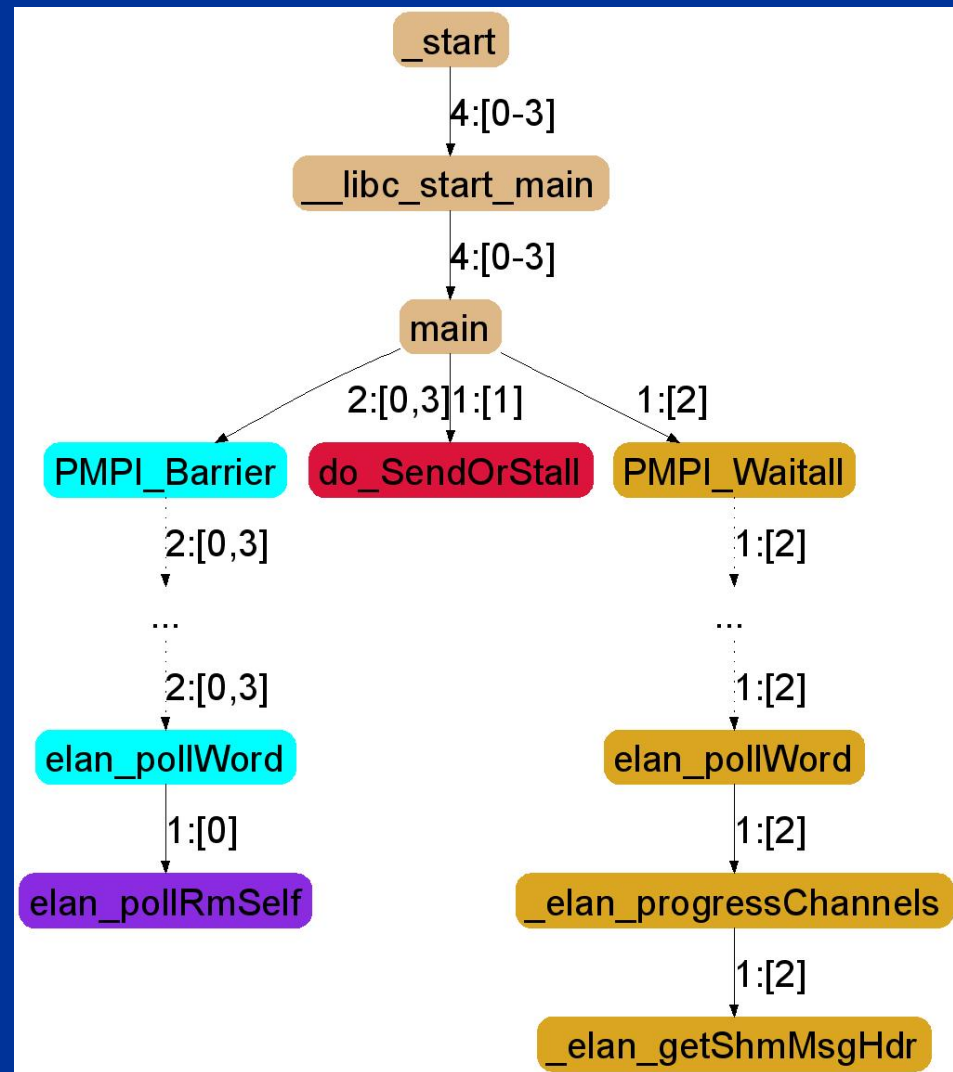 _start
4:[0-3]
__libc_start_main
4:[0-3]
main
2:[0,3] 1:[1] 1:[2]
PMPI_Barrier do_SendOrStall PMPI_Waitall
2:[0,3] 1:[2]
... ...
2:[0,3] 1:[2]
elan_pollWord elan_pollWord
1:[0] 1:[2]
elan_pollRmSelf _elan_progressChannels
1:[2]
_elan_getShmMsgHdr